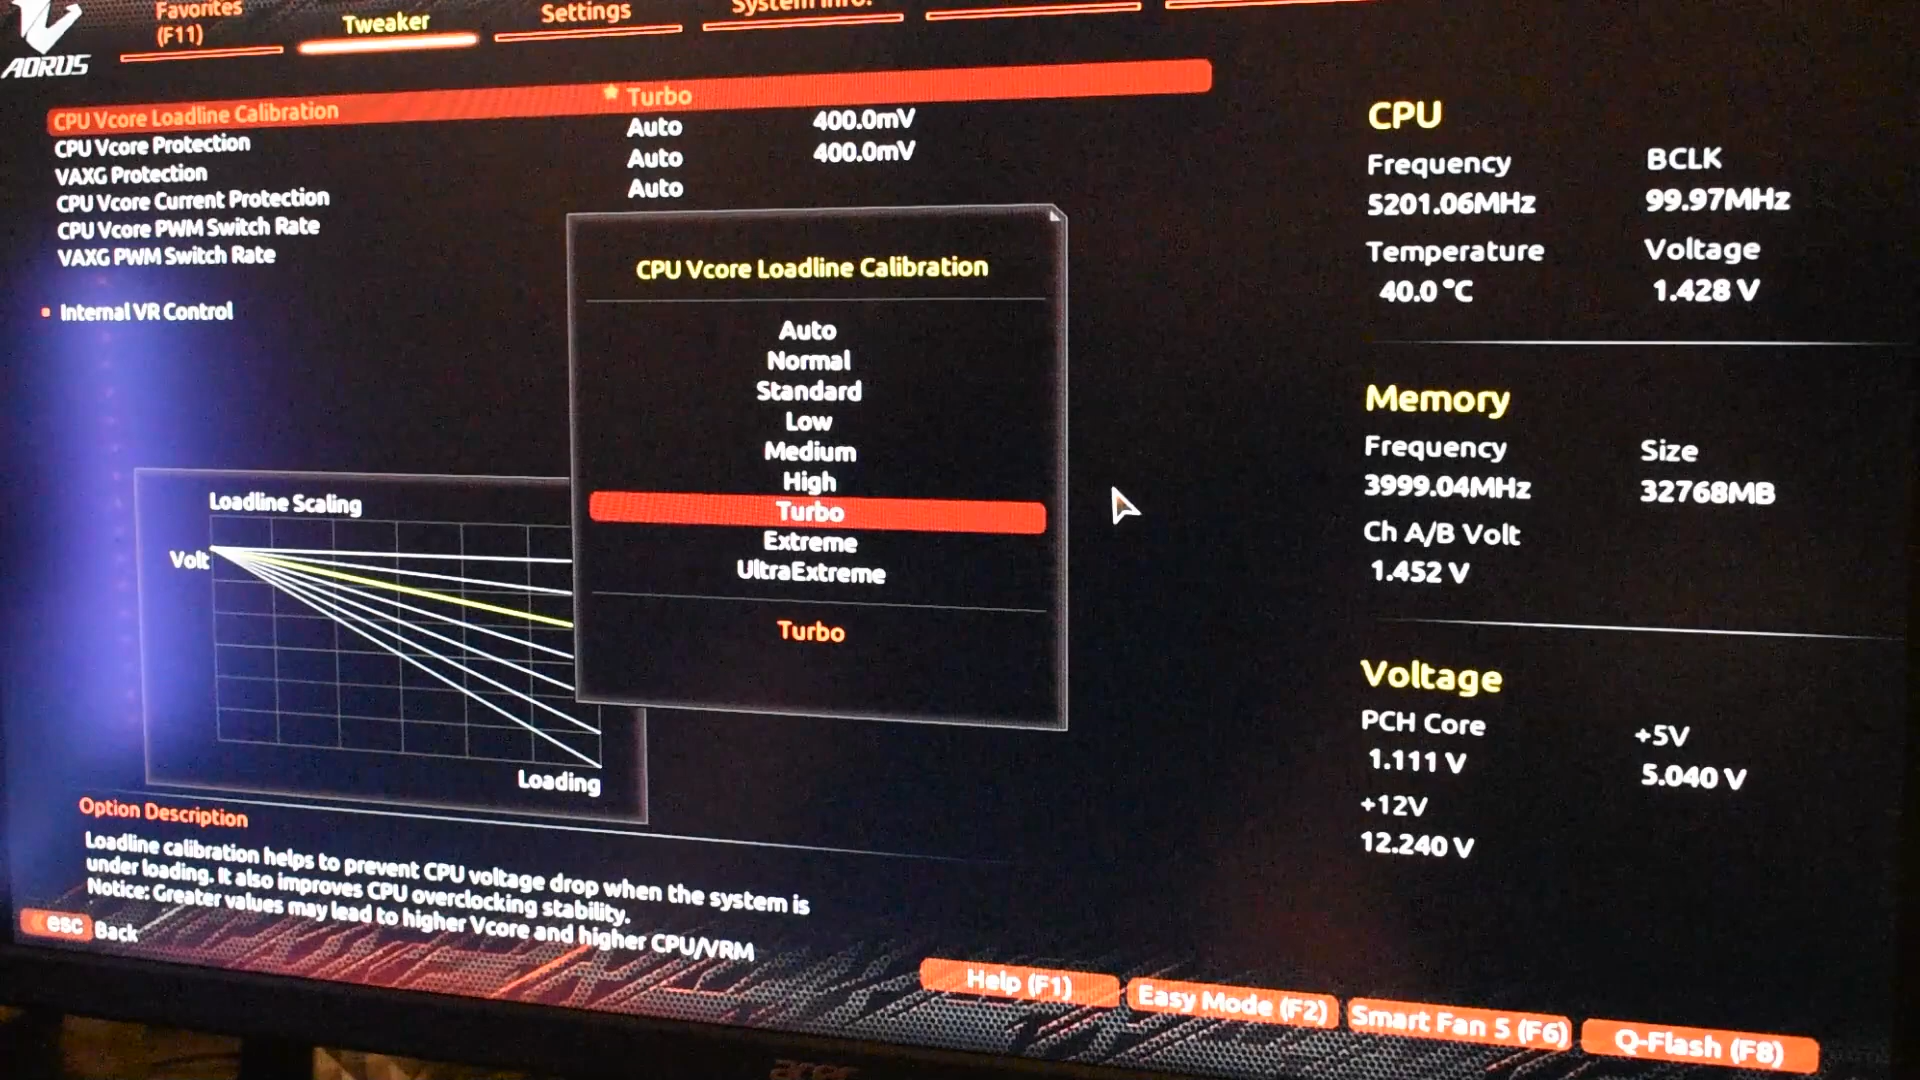 AORUS
Favorites
(F11)
Tweaker
Settings
System Info.
CPU Vcore Loadline Calibration
Turbo
CPU Vcore Protection
Auto
400.0mV
VAXG Protection
Auto
400.0mV
CPU Vcore Current Protection
Auto
CPU Vcore PWM Switch Rate
VAXG PWM Switch Rate
Internal VR Control
CPU Vcore Loadline Calibration
Auto
Normal
Standard
Low
Medium
High
Turbo
Extreme
UltraExtreme
Turbo
Loadline Scaling
Volt
Loading
Option Description
Loadline calibration helps to prevent CPU voltage drop when the system is
under loading. It also improves CPU overclocking stability.
Notice: Greater values may lead to higher Vcore and higher CPU/VRM
esc Back
CPU
Frequency
BCLK
5201.06MHz
99.97MHz
Temperature
Voltage
40.0 °C
1.428 V
Memory
Frequency
Size
3999.04MHz
32768MB
Ch A/B Volt
1.452 V
Voltage
PCH Core
+5V
1.111 V
5.040 V
+12V
12.240 V
Help (F1)
Easy Mode (F2)
Smart Fan 5 (F6)
Q-Flash (F8)
acer